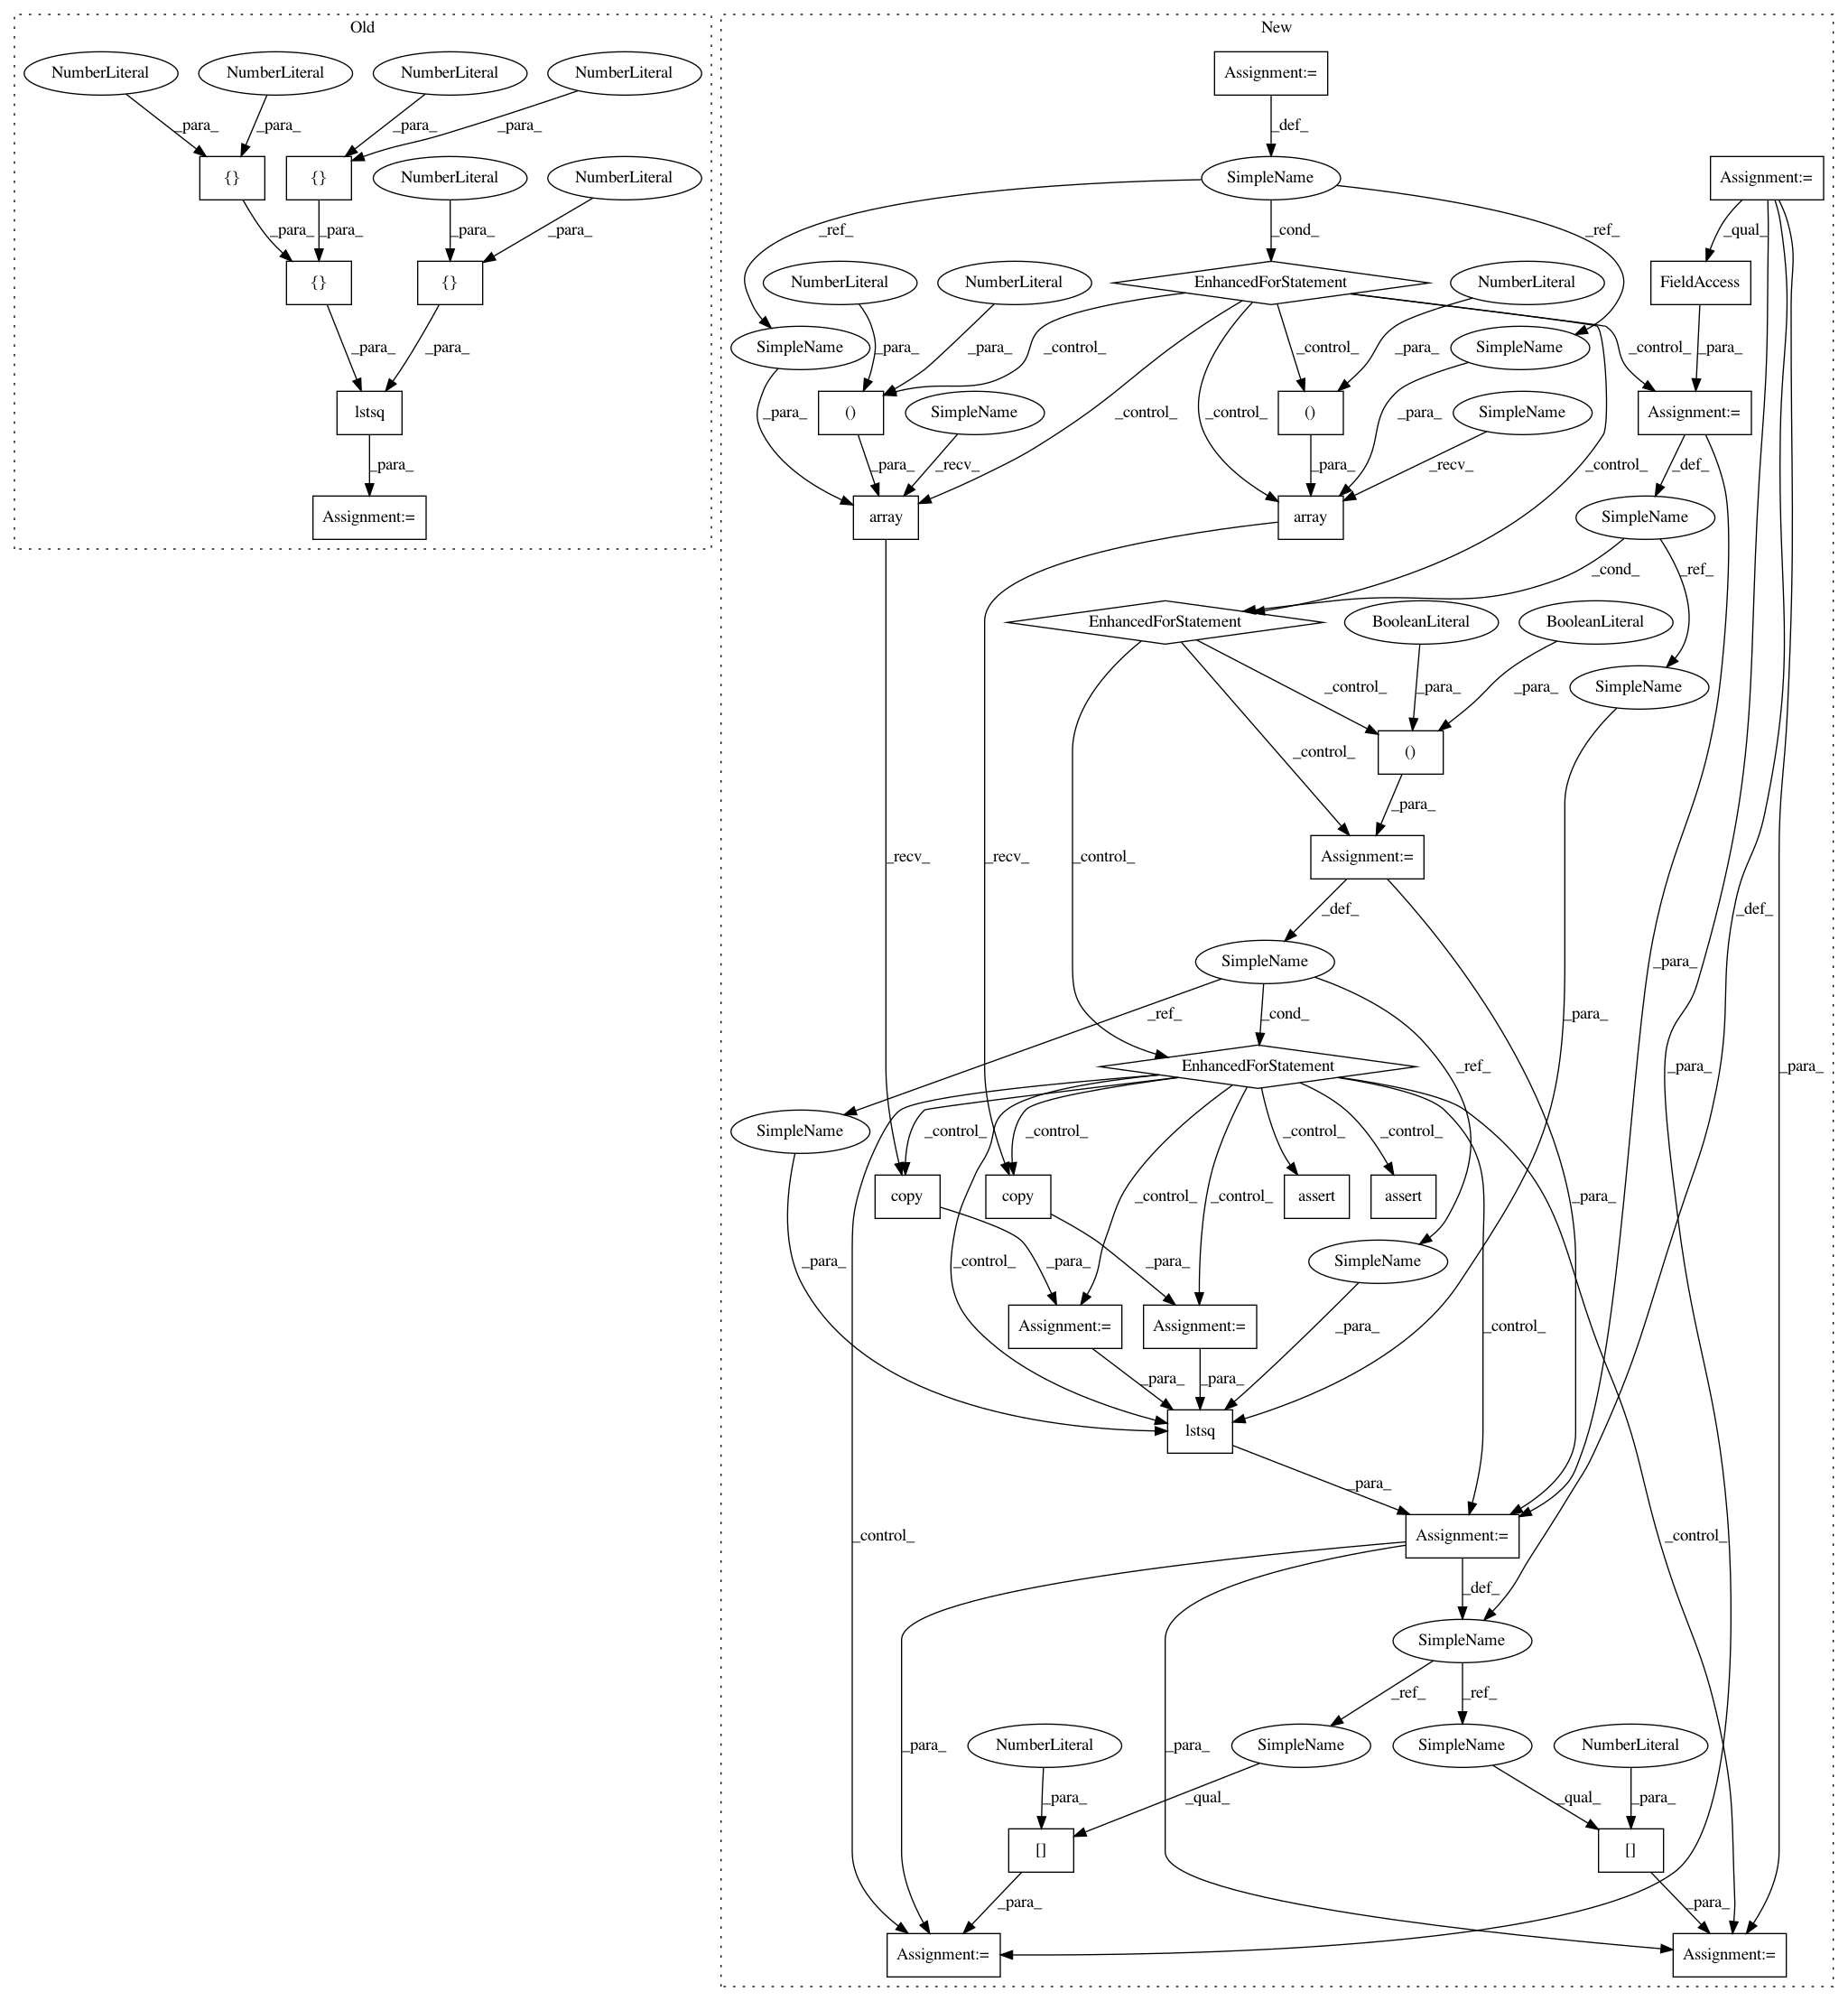 Old
New
NumberLiteral NumberLiteral NumberLiteral NumberLiteral
Assignment:=
_para_ _para_ _para_ _para_
_def_
{} {} NumberLiteral NumberLiteral
SimpleName
Assignment:=
_para_ _para_ _para_ _para_
_ref_ _cond_ _ref_ _qual_
{} {}
NumberLiteral NumberLiteral EnhancedForStatement NumberLiteral FieldAccess
_para_ _para_
SimpleName _para_ _para_ _control_ _control_ _para_ SimpleName _control_ _para_
lstsq
_para_ () SimpleName _control_ _control_ () _para_ SimpleName Assignment:=
_para_
_para_ _recv_ _para_ _recv_ _control_ _def_
Assignment:=
array array SimpleName
_cond_ _ref_
EnhancedForStatement BooleanLiteral BooleanLiteral
_control_ _para_ _para_ SimpleName
_control_ ()
_para_
_recv_ _recv_ _control_ Assignment:=
_def_ _def_
SimpleName _para_
_ref_ _cond_ _ref_ _para_
EnhancedForStatement _para_ _para_
SimpleName _control_ _control_ _control_ _control_
copy copy _control_ _control_ assert assert _para_
_para_ _control_ _para_ _para_ SimpleName
Assignment:= Assignment:= _para_ _control_
_para_ _para_
lstsq
_para_
_control_ Assignment:= _control_
_def_
SimpleName
_para_ _para_ _ref_ _ref_
NumberLiteral SimpleName SimpleName NumberLiteral
_para_ _qual_ _qual_ _para_
[] []
_para_ _para_
Assignment:= Assignment:=